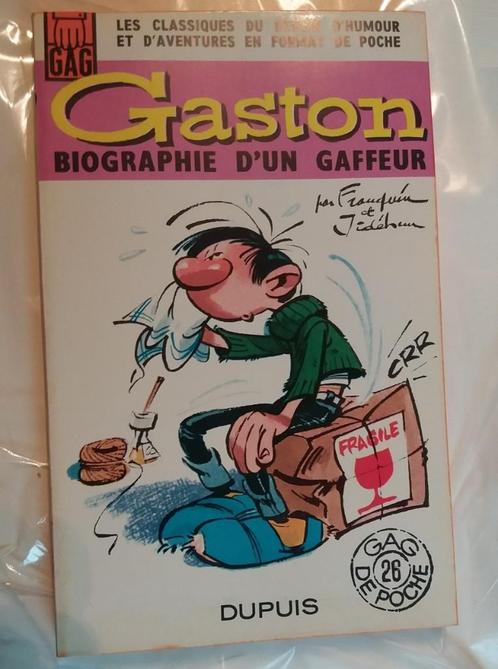 LES CLASSIQUES DU DESSIN D'HUMOUR
ET D'AVENTURES EN FORMAT DE POCHE
GAG
Gaston
BIOGRAPHIE D'UN GAFFEUR
par Franquin
et
Jidéhem
CRR
FRAGILE
GAG
26
DE POCHE
DUPUIS